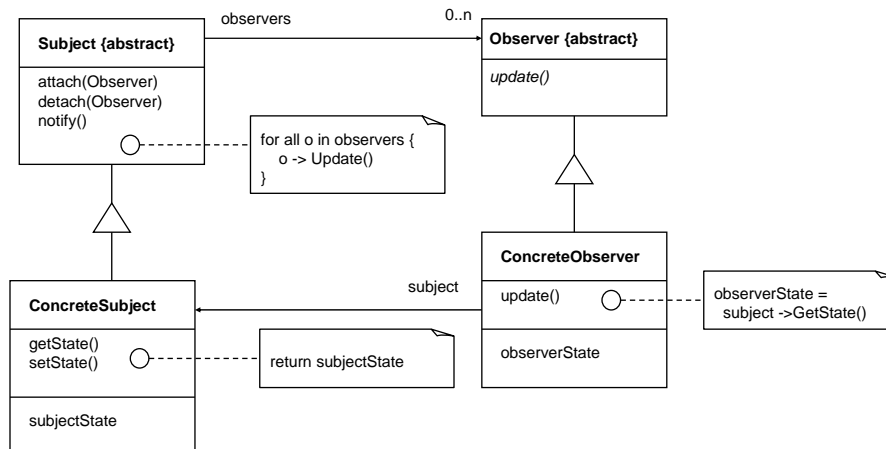 observers
0..n
Subject {abstract}
attach(Observer)
detach(Observer)
notify()
for all o in observers {
o -> Update()
}
Observer {abstract}
update()
ConcreteSubject
getState()
setState()
subjectState
return subjectState
subject
ConcreteObserver
update()
observerState
observerState =
subject ->GetState()